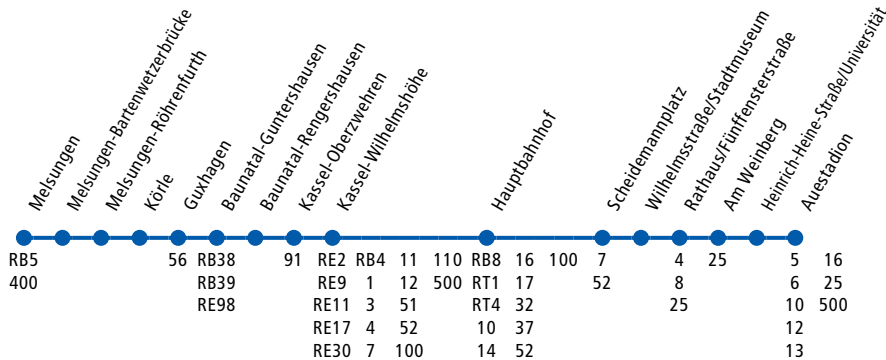 Melsungen
Melsungen-Bartenwetzerbrücke
Melsungen-Röhrenfurth
Körle
Guxhagen
Baunatal-Guntershausen
Baunatal-Rengershausen
Kassel-Oberzwehren
Kassel-Wilhelmshöhe
Hauptbahnhof
Scheidemannplatz
Wilhelmsstraße/Stadtmuseum
Rathaus/Fünffensterstraße
Am Weinberg
Heinrich-Heine-Straße/Universität
Auestadion
RB5 56 RB38 91 RE2 RB4 11 110 RB8 16 100 7 4 25 5 16
400 RB39 RE9 1 12 500 RT1 17 52 8 6 25
RE98 RE11 3 51 RT4 32 25 10 500
RE17 4 52 10 37 12
RE30 7 100 14 52 13